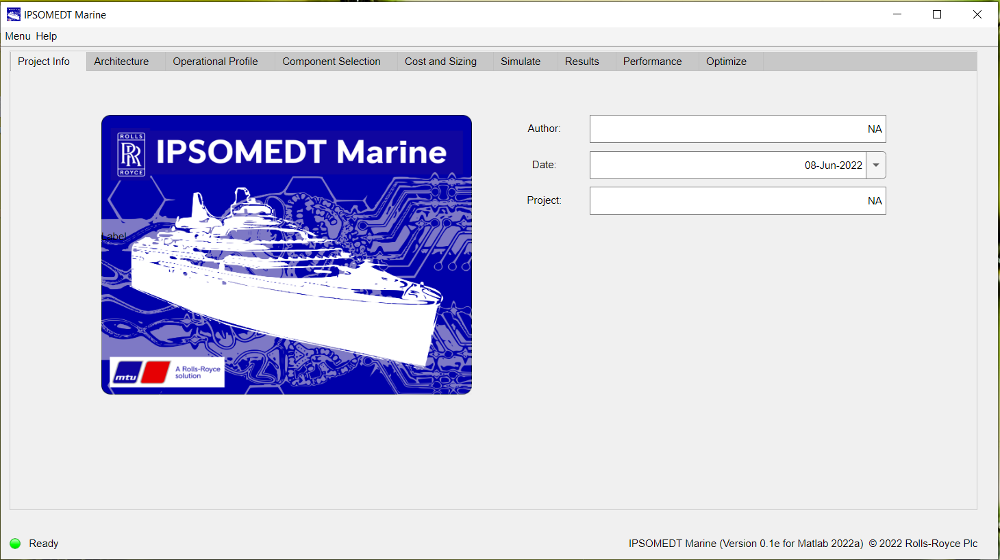 IPSOMEDT Marine
Menu Help
Project Info Architecture Operational Profile Component Selection Cost and Sizing Simulate Results Performance Optimize
ROLLS
RR
ROYCE
IPSOMEDT Marine
Label
mtu
A Rolls-Royce
solution
Author: NA
Date: 08-Jun-2022
Project: NA
Ready
IPSOMEDT Marine (Version 0.1e for Matlab 2022a) © 2022 Rolls-Royce Plc